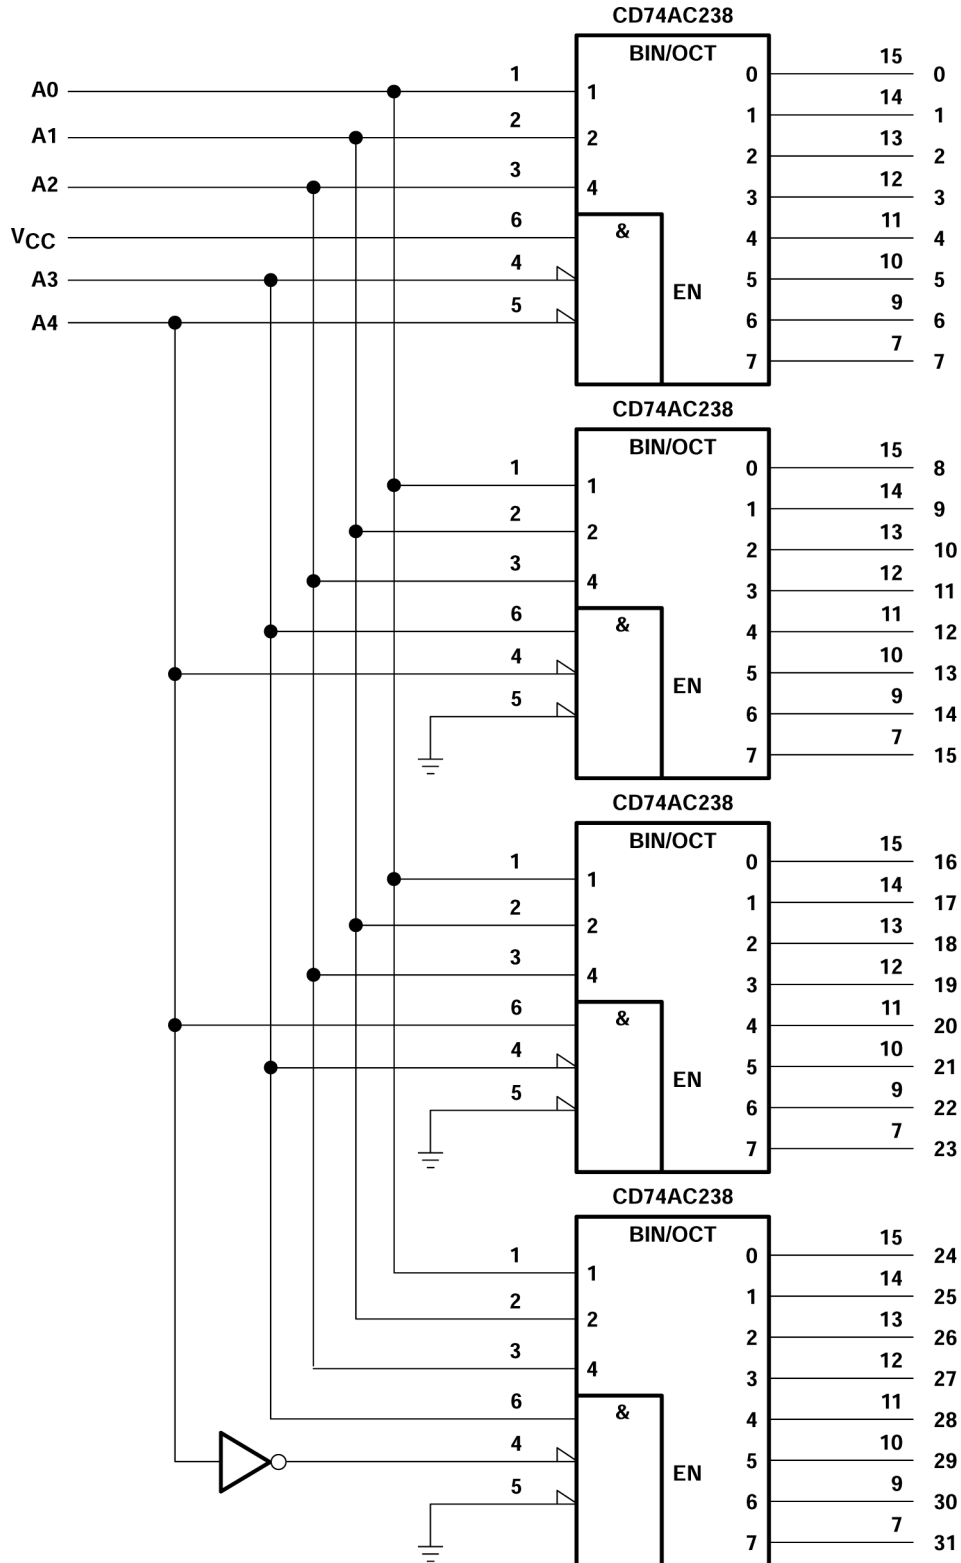 CD74AC238
BIN/OCT
A0 1 1 0 15 0
A1 2 2 1 14 1
A2 3 4 2 13 2
VCC 6 & 3 12 3
A3 4 4 11 4
A4 5 EN 5 10 5
6 9 6
7 7 7
CD74AC238
BIN/OCT
1 1 0 15 8
2 2 1 14 9
3 4 2 13 10
6 & 3 12 11
4 4 11 12
5 EN 5 10 13
6 9 14
7 7 15
CD74AC238
BIN/OCT
1 1 0 15 16
2 2 1 14 17
3 4 2 13 18
6 & 3 12 19
4 4 11 20
5 EN 5 10 21
6 9 22
7 7 23
CD74AC238
BIN/OCT
1 1 0 15 24
2 2 1 14 25
3 4 2 13 26
6 & 3 12 27
4 4 11 28
5 EN 5 10 29
6 9 30
7 7 31